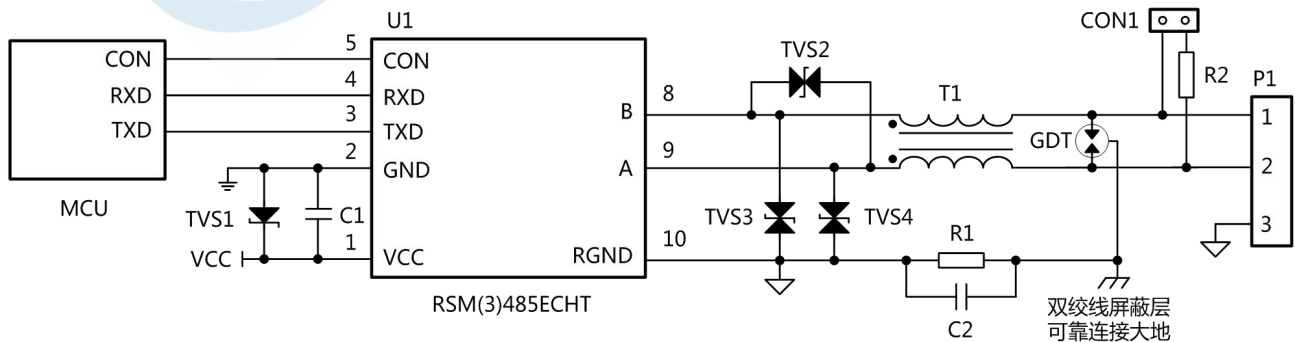 U1
CON1
CON
5
CON
TVS2
RXD
4
RXD
8
T1
R2
P1
TXD
3
TXD
B
1
2
GND
9
GDT
A
2
MCU
TVS1
C1
TVS3
TVS4
3
VCC
1
VCC
RGND
10
R1
RSM(3)485ECHT
C2
双绞线屏蔽层
可靠连接大地